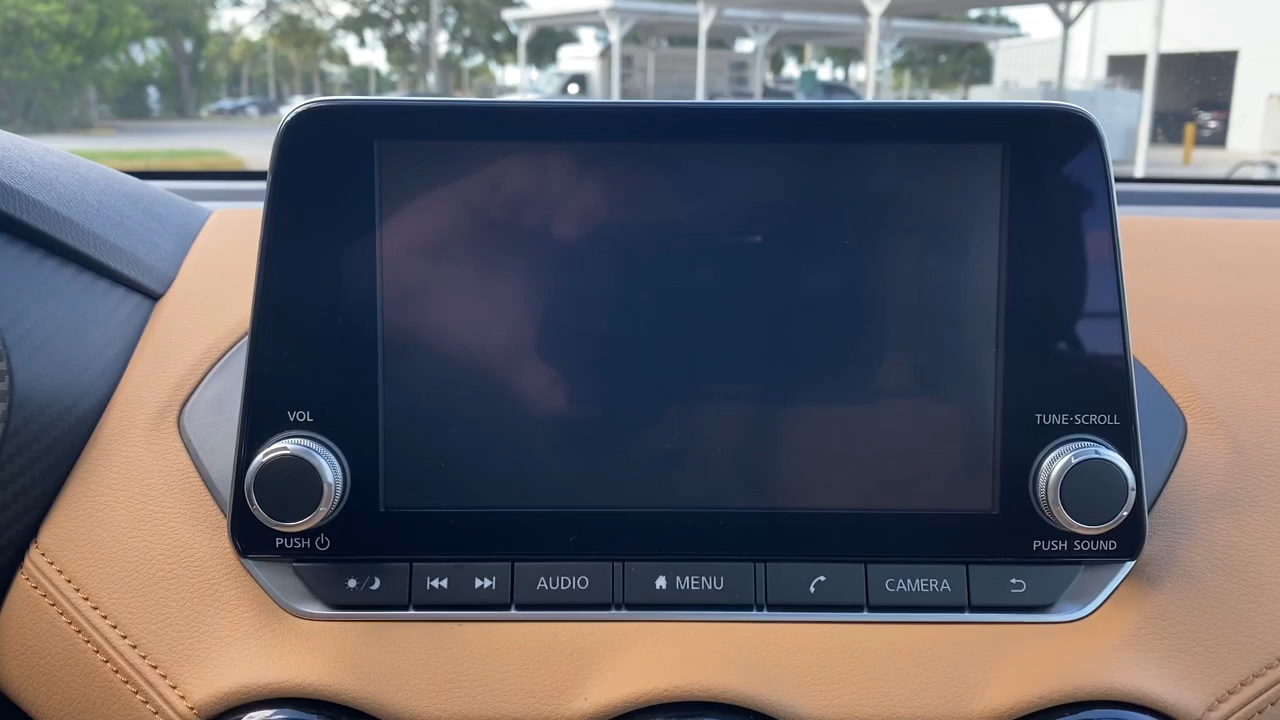 VOL
TUNE·SCROLL
PUSH
PUSH SOUND
AUDIO
MENU
CAMERA